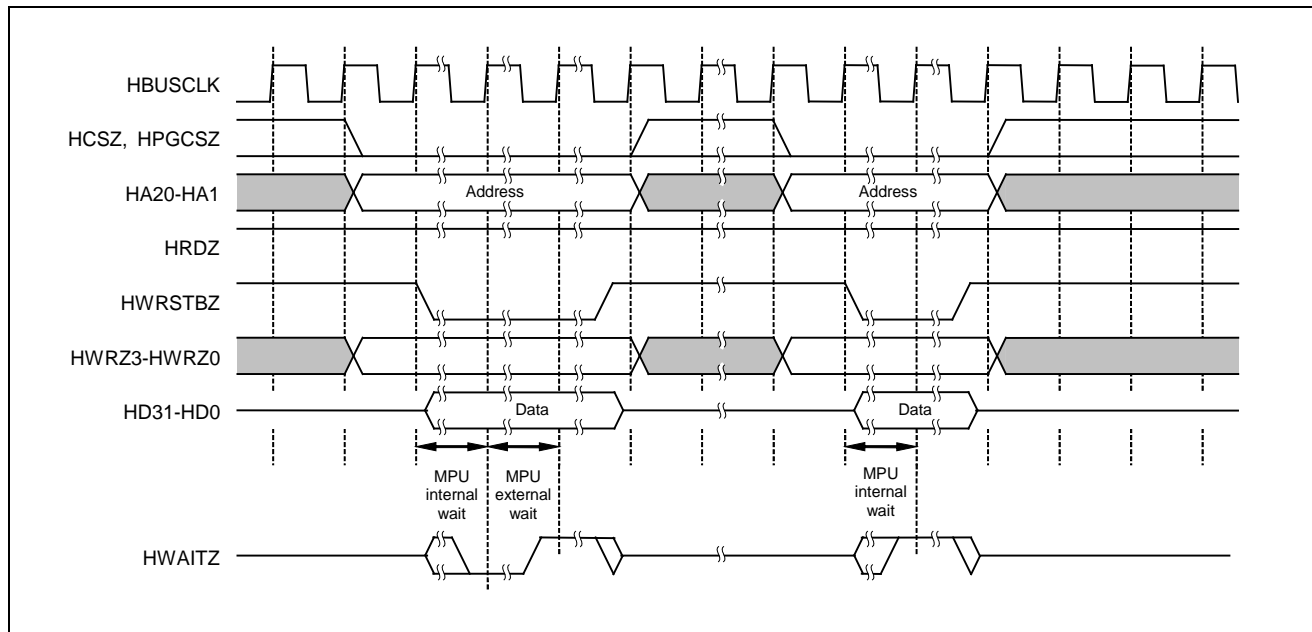 HBUSCLK
HCSZ, HPGCSZ
HA20-HA1
Address
Address
HRDZ
HWRSTBZ
HWRZ3-HWRZ0
HD31-HD0
Data
Data
MPU
internal
wait
MPU
external
wait
MPU
internal
wait
HWAITZ